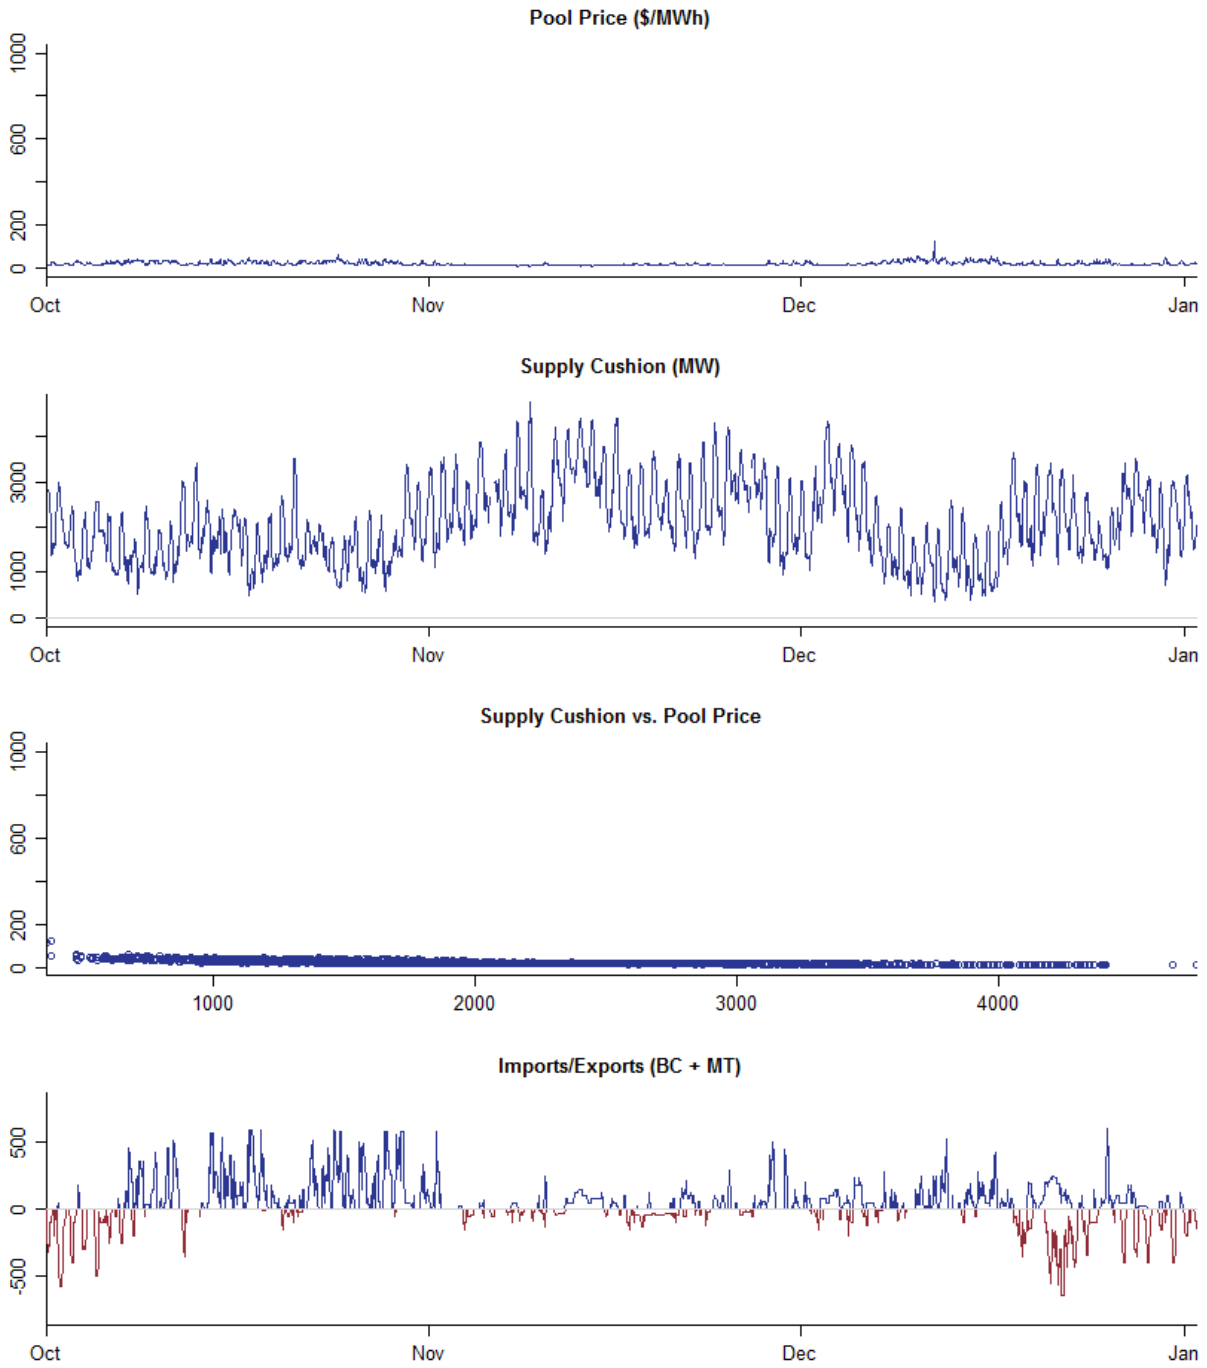 Pool Price ($/MWh)
1000
600
200
0
Oct Nov Dec Jan
Supply Cushion (MW)
3000
1000
0
Oct Nov Dec Jan
Supply Cushion vs. Pool Price
1000
600
200
0
1000 2000 3000 4000
Imports/Exports (BC + MT)
500
0
-500
Oct Nov Dec Jan